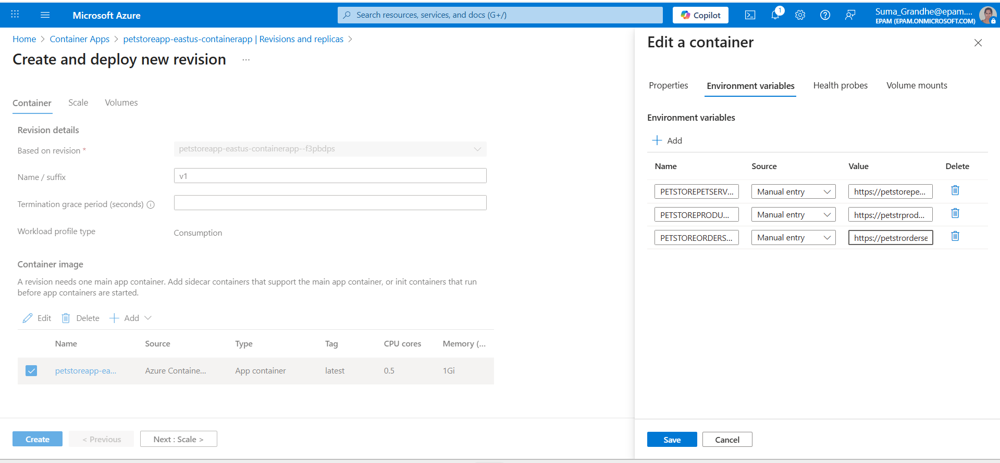 Microsoft Azure
Search resources, services, and docs (G+/)
Copilot
1
Suma_Grandhe@epam....
EPAM (EPAM.ONMICROSOFT.COM)
Home > Container Apps > petstoreapp-eastus-containerapp | Revisions and replicas >
Create and deploy new revision ...
Container Scale Volumes
Revision details
Based on revision * petstoreapp-eastus-containerapp--f3pbdps
Name / suffix v1
Termination grace period (seconds)
Workload profile type Consumption
Container image
A revision needs one main app container. Add sidecar containers that support the main app container, or init containers that run
before app containers are started.
Edit Delete Add
Name Source Type Tag CPU cores Memory (...
petstoreapp-ea... Azure Containe... App container latest 0.5 1Gi
Create < Previous Next : Scale >
Edit a container
Properties Environment variables Health probes Volume mounts
Environment variables
Add
Name Source Value Delete
PETSTOREPETSERV... Manual entry https://petstorepe...
PETSTOREPRODU... Manual entry https://petstrprod...
PETSTOREORDERS... Manual entry https://petstrorderse
Save Cancel